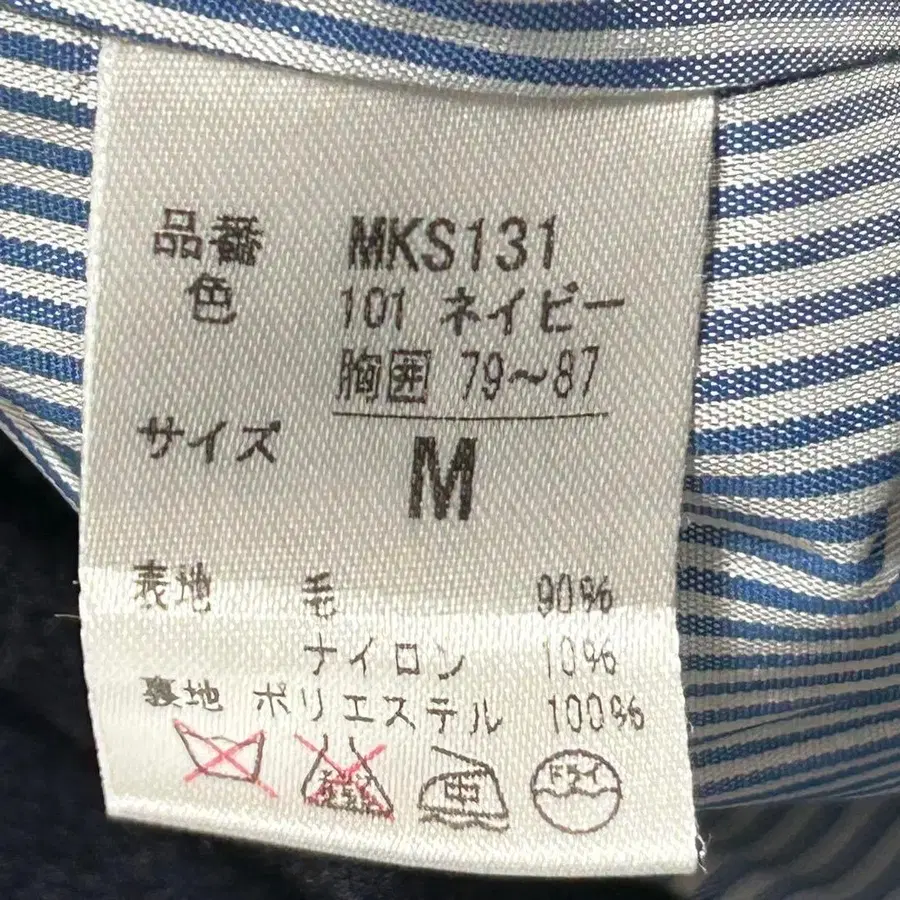 品番 MKS131
色 101 ネイビー
胸囲 79～87
サイズ M
表地 毛 90%
ナイロン 10%
裏地 ポリエステル 100%
中 ドライ